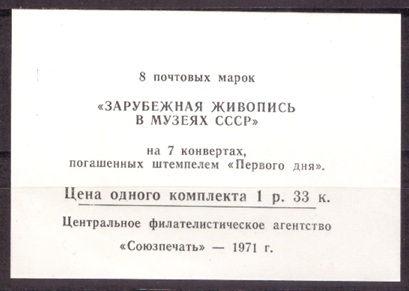 8 почтовых марок
«ЗАРУБЕЖНАЯ ЖИВОПИСЬ
В МУЗЕЯХ СССР»
на 7 конвертах,
погашенных штемпелем «Первого дня».
Цена одного комплекта 1 р. 33 к.
Центральное филателистическое агентство
«Союзпечать» — 1971 г.